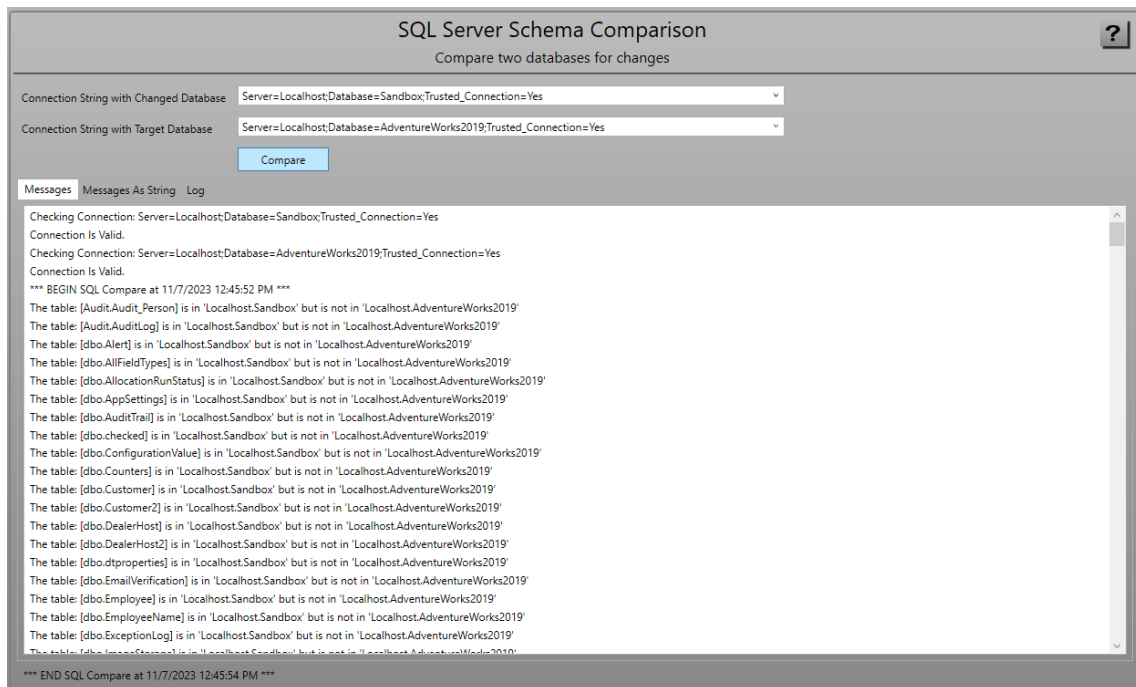 SQL Server Schema Comparison
?
Compare two databases for changes
Connection String with Changed Database
Server=Localhost;Database=Sandbox;Trusted_Connection=Yes
Connection String with Target Database
Server=Localhost;Database=AdventureWorks2019;Trusted_Connection=Yes
Compare
Messages Messages As String Log
Checking Connection: Server=Localhost;Database=Sandbox;Trusted_Connection=Yes
Connection Is Valid.
Checking Connection: Server=Localhost;Database=AdventureWorks2019;Trusted_Connection=Yes
Connection Is Valid.
*** BEGIN SQL Compare at 11/7/2023 12:45:52 PM ***
The table: [Audit.Audit_Person] is in 'Localhost.Sandbox' but is not in 'Localhost.AdventureWorks2019'
The table: [Audit.AuditLog] is in 'Localhost.Sandbox' but is not in 'Localhost.AdventureWorks2019'
The table: [dbo.Alert] is in 'Localhost.Sandbox' but is not in 'Localhost.AdventureWorks2019'
The table: [dbo.AllFieldTypes] is in 'Localhost.Sandbox' but is not in 'Localhost.AdventureWorks2019'
The table: [dbo.AllocationRunStatus] is in 'Localhost.Sandbox' but is not in 'Localhost.AdventureWorks2019'
The table: [dbo.AppSettings] is in 'Localhost.Sandbox' but is not in 'Localhost.AdventureWorks2019'
The table: [dbo.AuditTrail] is in 'Localhost.Sandbox' but is not in 'Localhost.AdventureWorks2019'
The table: [dbo.checked] is in 'Localhost.Sandbox' but is not in 'Localhost.AdventureWorks2019'
The table: [dbo.ConfigurationValue] is in 'Localhost.Sandbox' but is not in 'Localhost.AdventureWorks2019'
The table: [dbo.Counters] is in 'Localhost.Sandbox' but is not in 'Localhost.AdventureWorks2019'
The table: [dbo.Customer] is in 'Localhost.Sandbox' but is not in 'Localhost.AdventureWorks2019'
The table: [dbo.Customer2] is in 'Localhost.Sandbox' but is not in 'Localhost.AdventureWorks2019'
The table: [dbo.DealerHost] is in 'Localhost.Sandbox' but is not in 'Localhost.AdventureWorks2019'
The table: [dbo.DealerHost2] is in 'Localhost.Sandbox' but is not in 'Localhost.AdventureWorks2019'
The table: [dbo.dtproperties] is in 'Localhost.Sandbox' but is not in 'Localhost.AdventureWorks2019'
The table: [dbo.EmailVerification] is in 'Localhost.Sandbox' but is not in 'Localhost.AdventureWorks2019'
The table: [dbo.Employee] is in 'Localhost.Sandbox' but is not in 'Localhost.AdventureWorks2019'
The table: [dbo.EmployeeName] is in 'Localhost.Sandbox' but is not in 'Localhost.AdventureWorks2019'
The table: [dbo.ExceptionLog] is in 'Localhost.Sandbox' but is not in 'Localhost.AdventureWorks2019'
The table: [dbo.ImageStorage] is in 'Localhost.Sandbox' but is not in 'Localhost.AdventureWorks2019'
*** END SQL Compare at 11/7/2023 12:45:54 PM ***